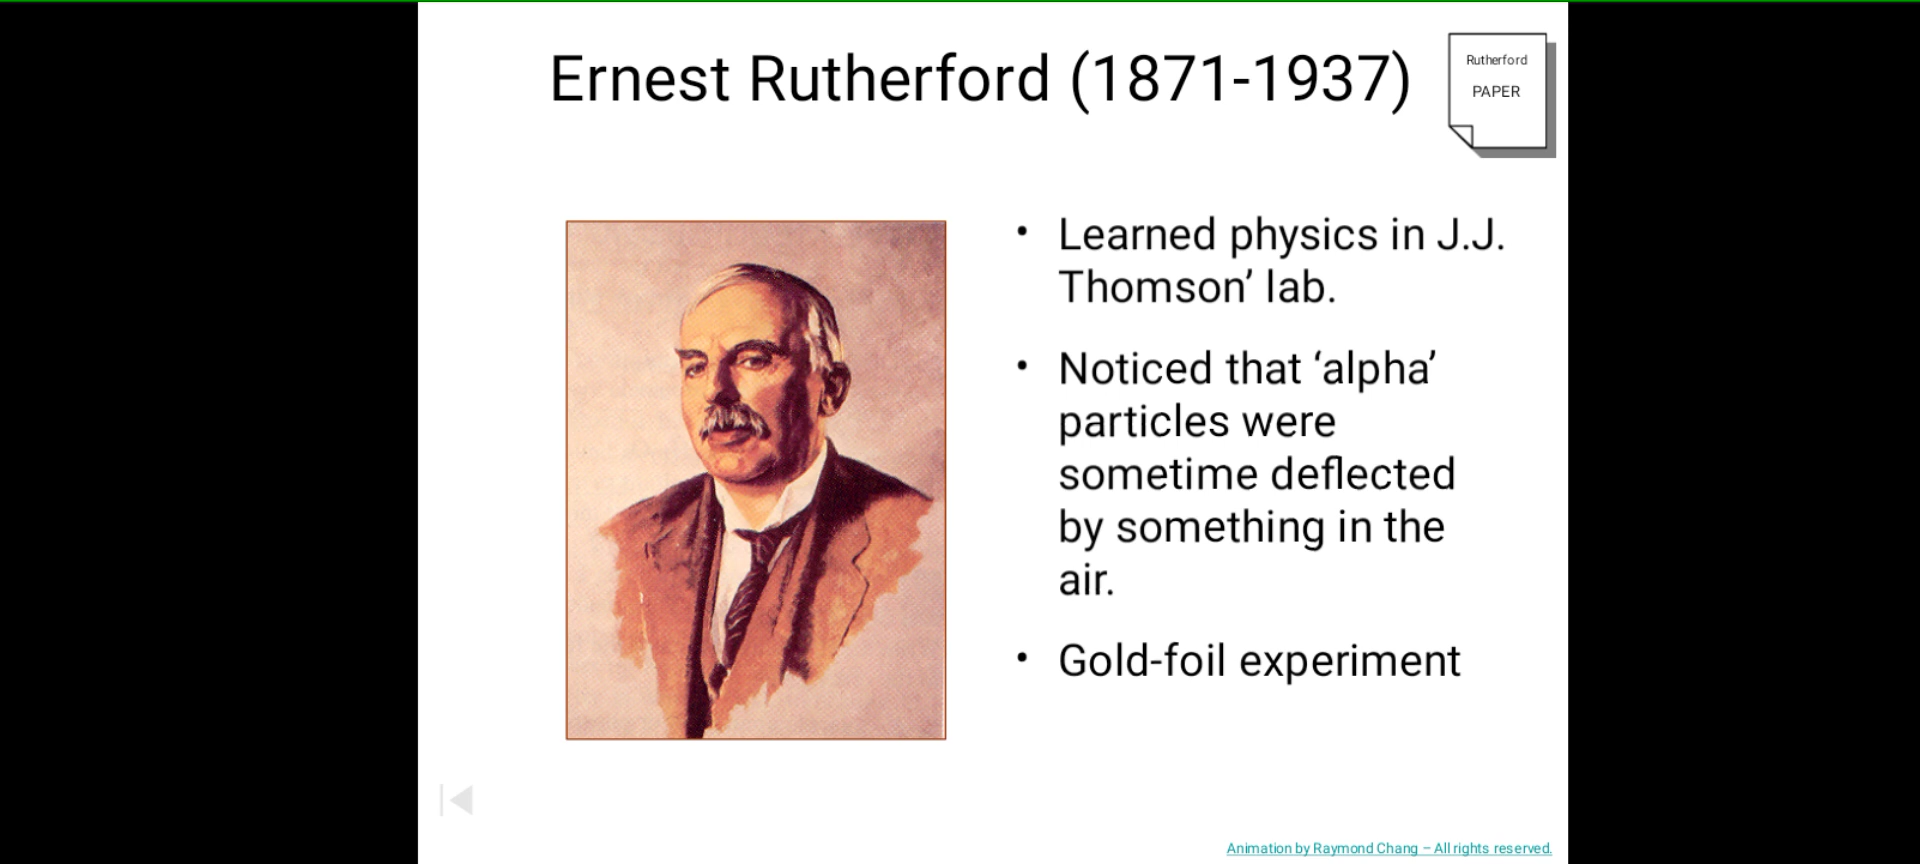 Ernest Rutherford (1871-1937)
Rutherford
PAPER
• Learned physics in J.J.
Thomson’ lab.
• Noticed that ‘alpha’
particles were
sometime deflected
by something in the
air.
• Gold-foil experiment
Animation by Raymond Chang – All rights reserved.